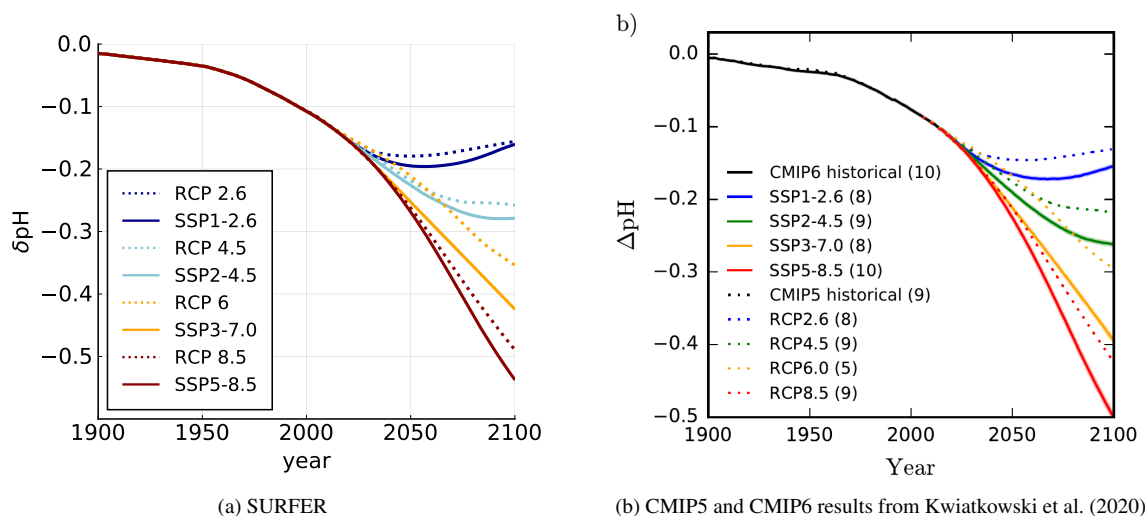 0.0
−0.1
−0.2
−0.3
−0.4
−0.5
δpH
RCP 2.6
SSP1-2.6
RCP 4.5
SSP2-4.5
RCP 6
SSP3-7.0
RCP 8.5
SSP5-8.5
1900
1950
2000
2050
2100
year
(a) SURFER
b)
0.0
−0.1
−0.2
−0.3
−0.4
−0.5
ΔpH
CMIP6 historical (10)
SSP1-2.6 (8)
SSP2-4.5 (9)
SSP3-7.0 (8)
SSP5-8.5 (10)
CMIP5 historical (9)
RCP2.6 (8)
RCP4.5 (9)
RCP6.0 (5)
RCP8.5 (9)
1900
1950
2000
2050
2100
Year
(b) CMIP5 and CMIP6 results from Kwiatkowski et al. (2020)